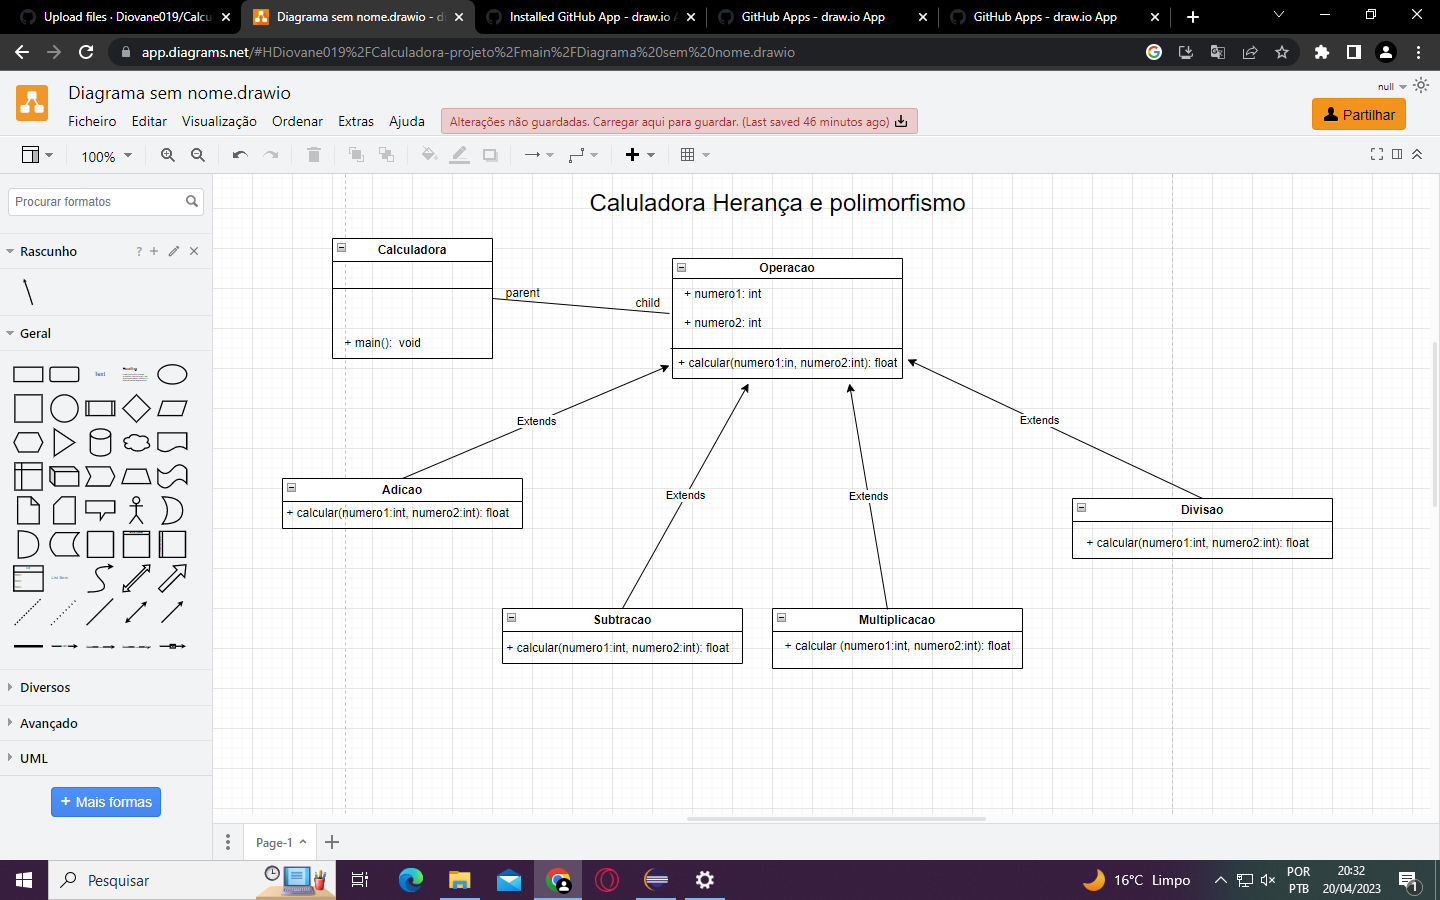 Upload files · Diovane019/Calcu
Diagrama sem nome.drawio - di
Installed GitHub App - draw.io A
GitHub Apps - draw.io App
GitHub Apps - draw.io App
app.diagrams.net/#HDiovane019%2FCalculadora-projeto%2Fmain%2FDiagrama%20sem%20nome.drawio
Diagrama sem nome.drawio
null
Ficheiro Editar Visualização Ordenar Extras Ajuda
Alterações não guardadas. Carregar aqui para guardar. (Last saved 46 minutos ago)
Partilhar
100%
Procurar formatos
Rascunho
?
Geral
Text
Heading
List Item
Diversos
Avançado
UML
+ Mais formas
Caluladora Herança e polimorfismo
Calculadora
+ main(): void
parent
child
Operacao
+ numero1: int
+ numero2: int
+ calcular(numero1:in, numero2:int): float
Extends
Extends
Extends
Extends
Adicao
+ calcular(numero1:int, numero2:int): float
Divisao
+ calcular(numero1:int, numero2:int): float
Subtracao
+ calcular(numero1:int, numero2:int): float
Multiplicacao
+ calcular (numero1:int, numero2:int): float
Page-1
Pesquisar
16°C Limpo
POR
PTB
20:32
20/04/2023
1